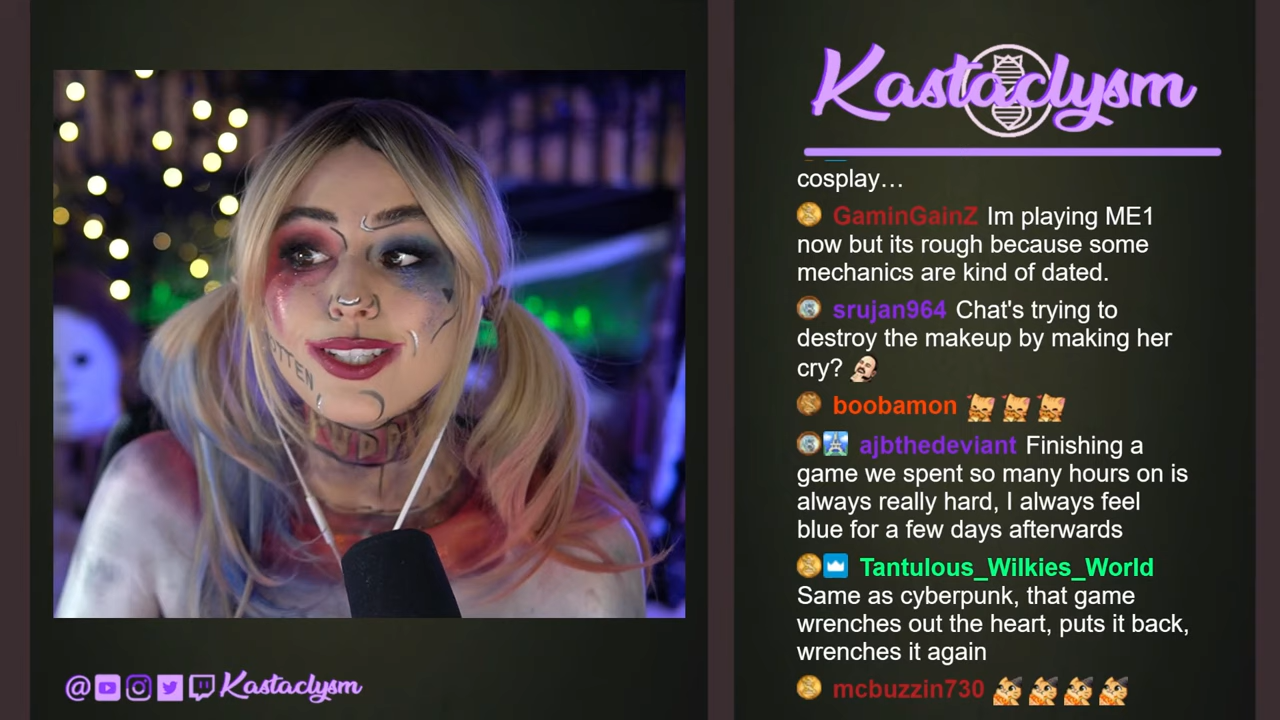 Kastaclysm
cosplay…
GaminGainZ Im playing ME1
now but its rough because some
mechanics are kind of dated.
srujan964 Chat's trying to
destroy the makeup by making her
cry?
boobamon
ajbthedeviant Finishing a
game we spent so many hours on is
always really hard, I always feel
blue for a few days afterwards
Tantulous_Wilkies_World
Same as cyberpunk, that game
wrenches out the heart, puts it back,
wrenches it again
mcbuzzin730
@ Kastaclysm